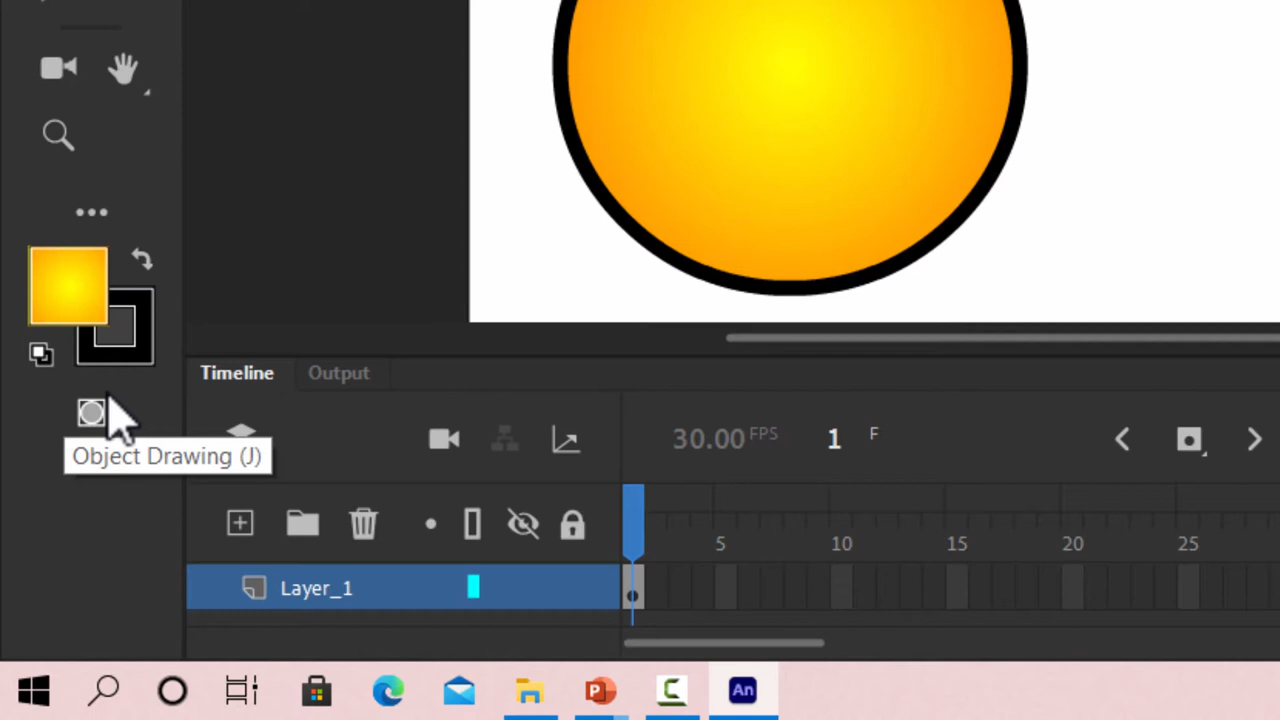 Timeline
Output
30.00 FPS
1 F
Object Drawing (J)
5
10
15
20
25
Layer_1
P
C
An